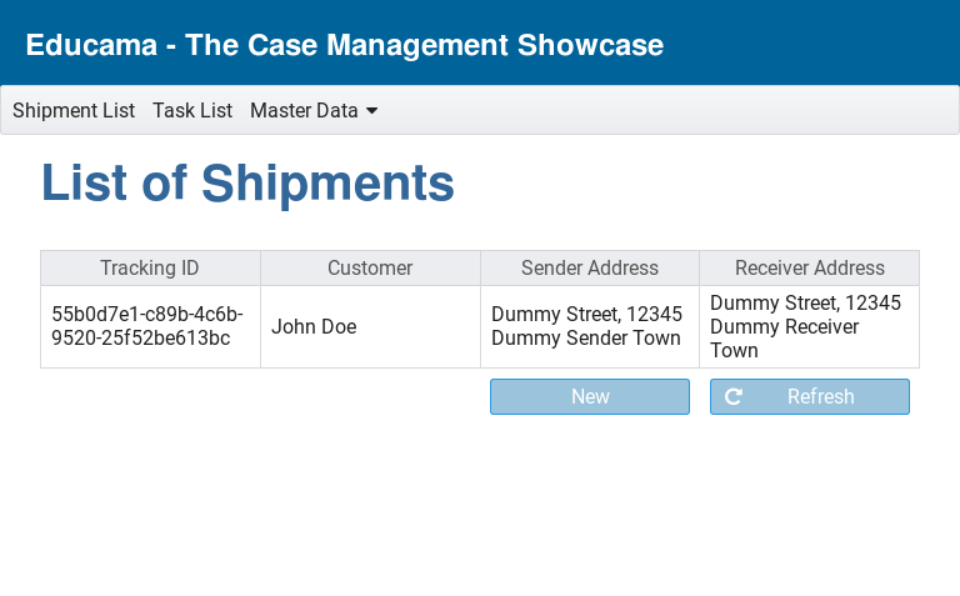 Educama - The Case Management Showcase
Shipment List Task List Master Data
List of Shipments
Tracking ID Customer Sender Address Receiver Address
55b0d7e1-c89b-4c6b-
9520-25f52be613bc
John Doe
Dummy Street, 12345
Dummy Sender Town
Dummy Street, 12345
Dummy Receiver
Town
New Refresh